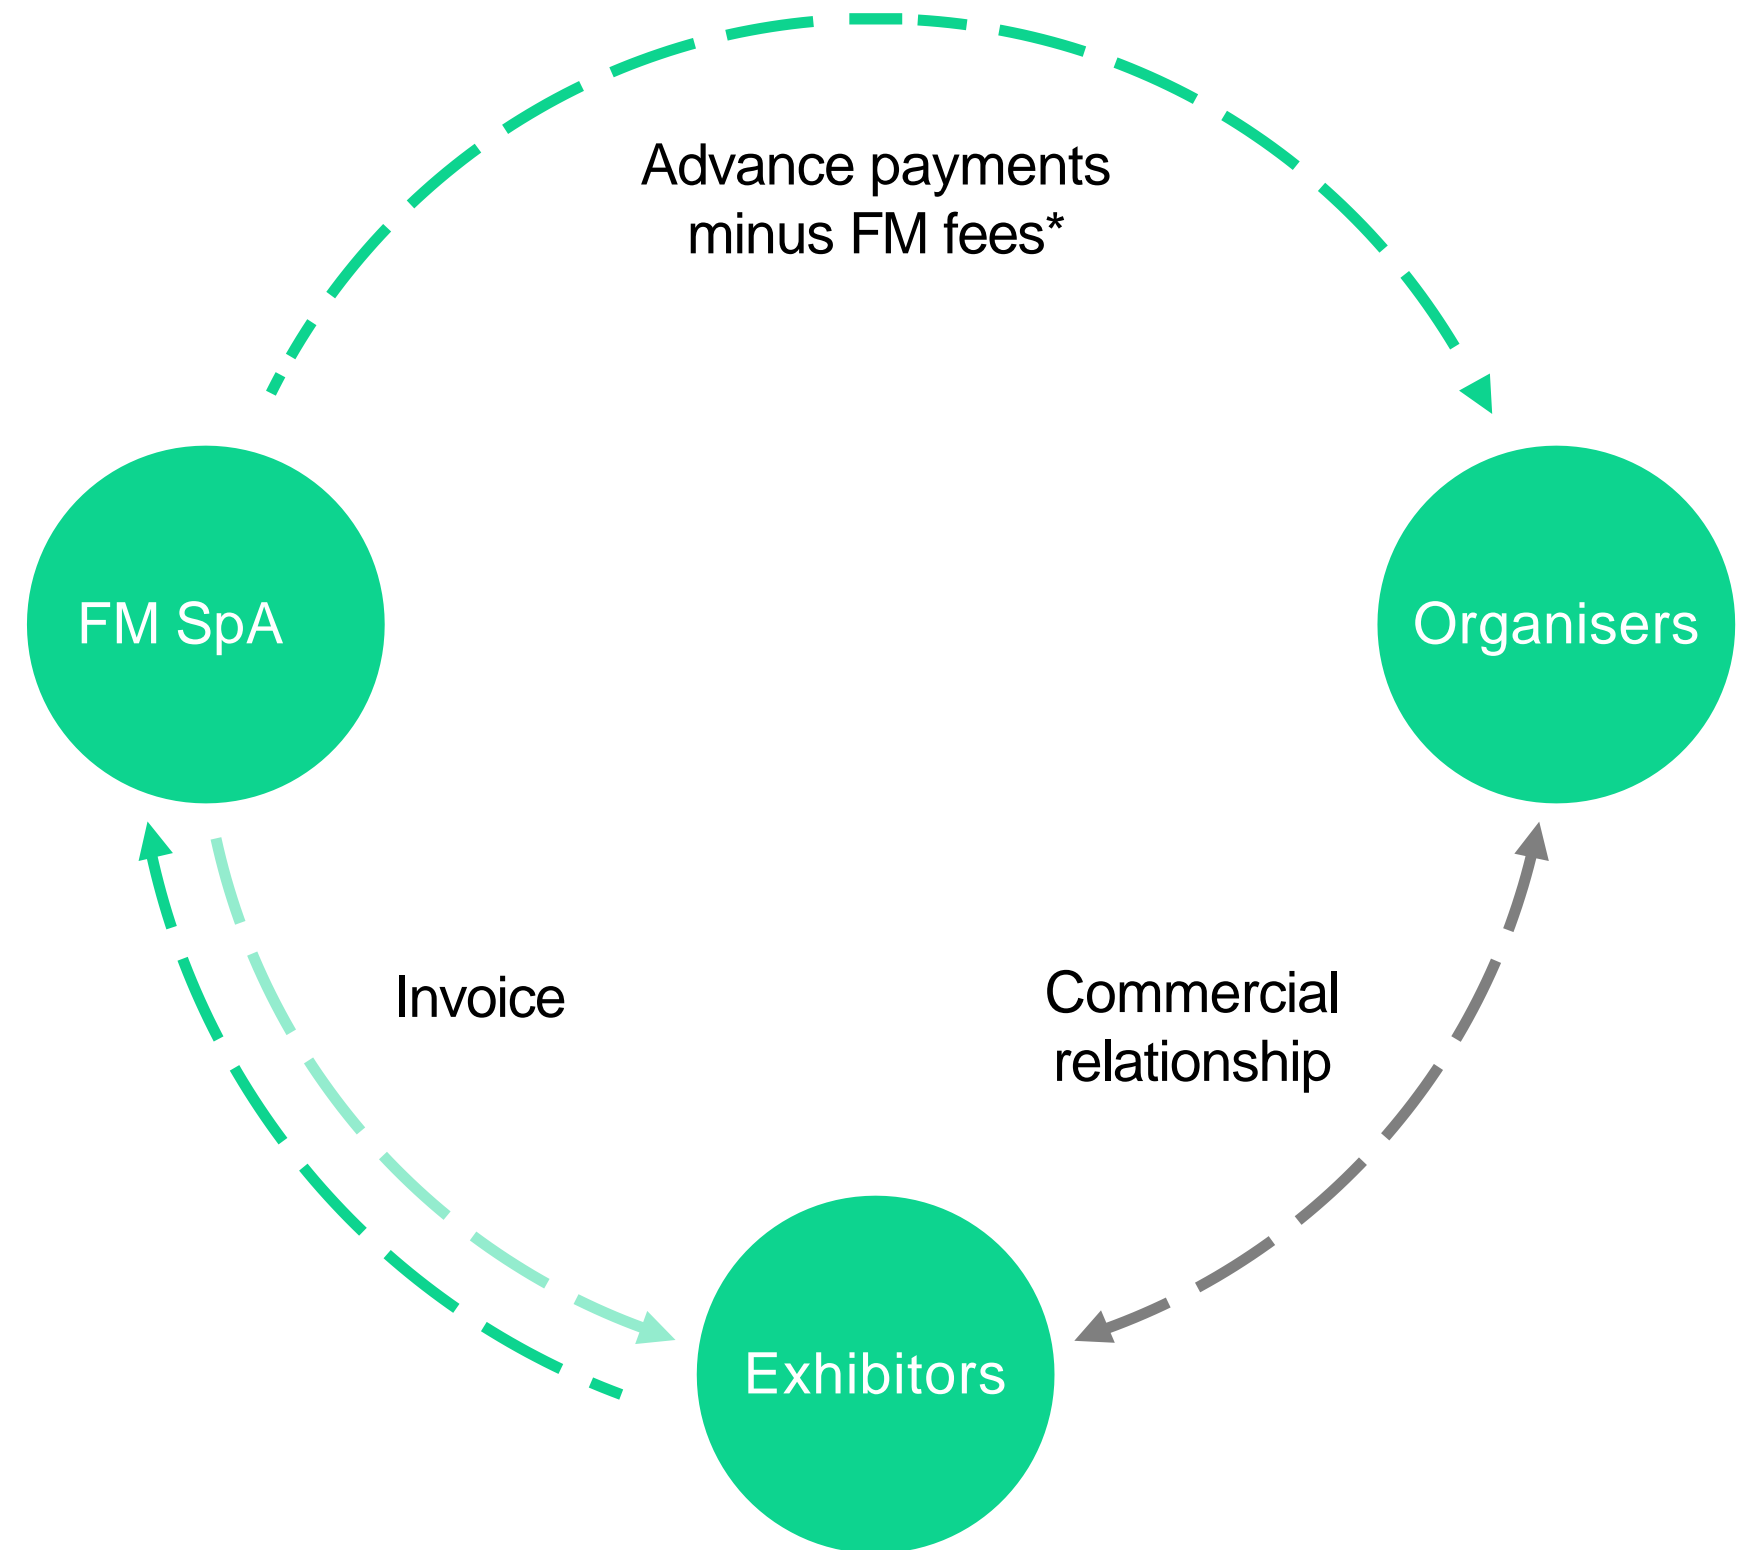 Advance payments
minus FM fees*
FM SpA
Organisers
Invoice
Commercial
relationship
Exhibitors